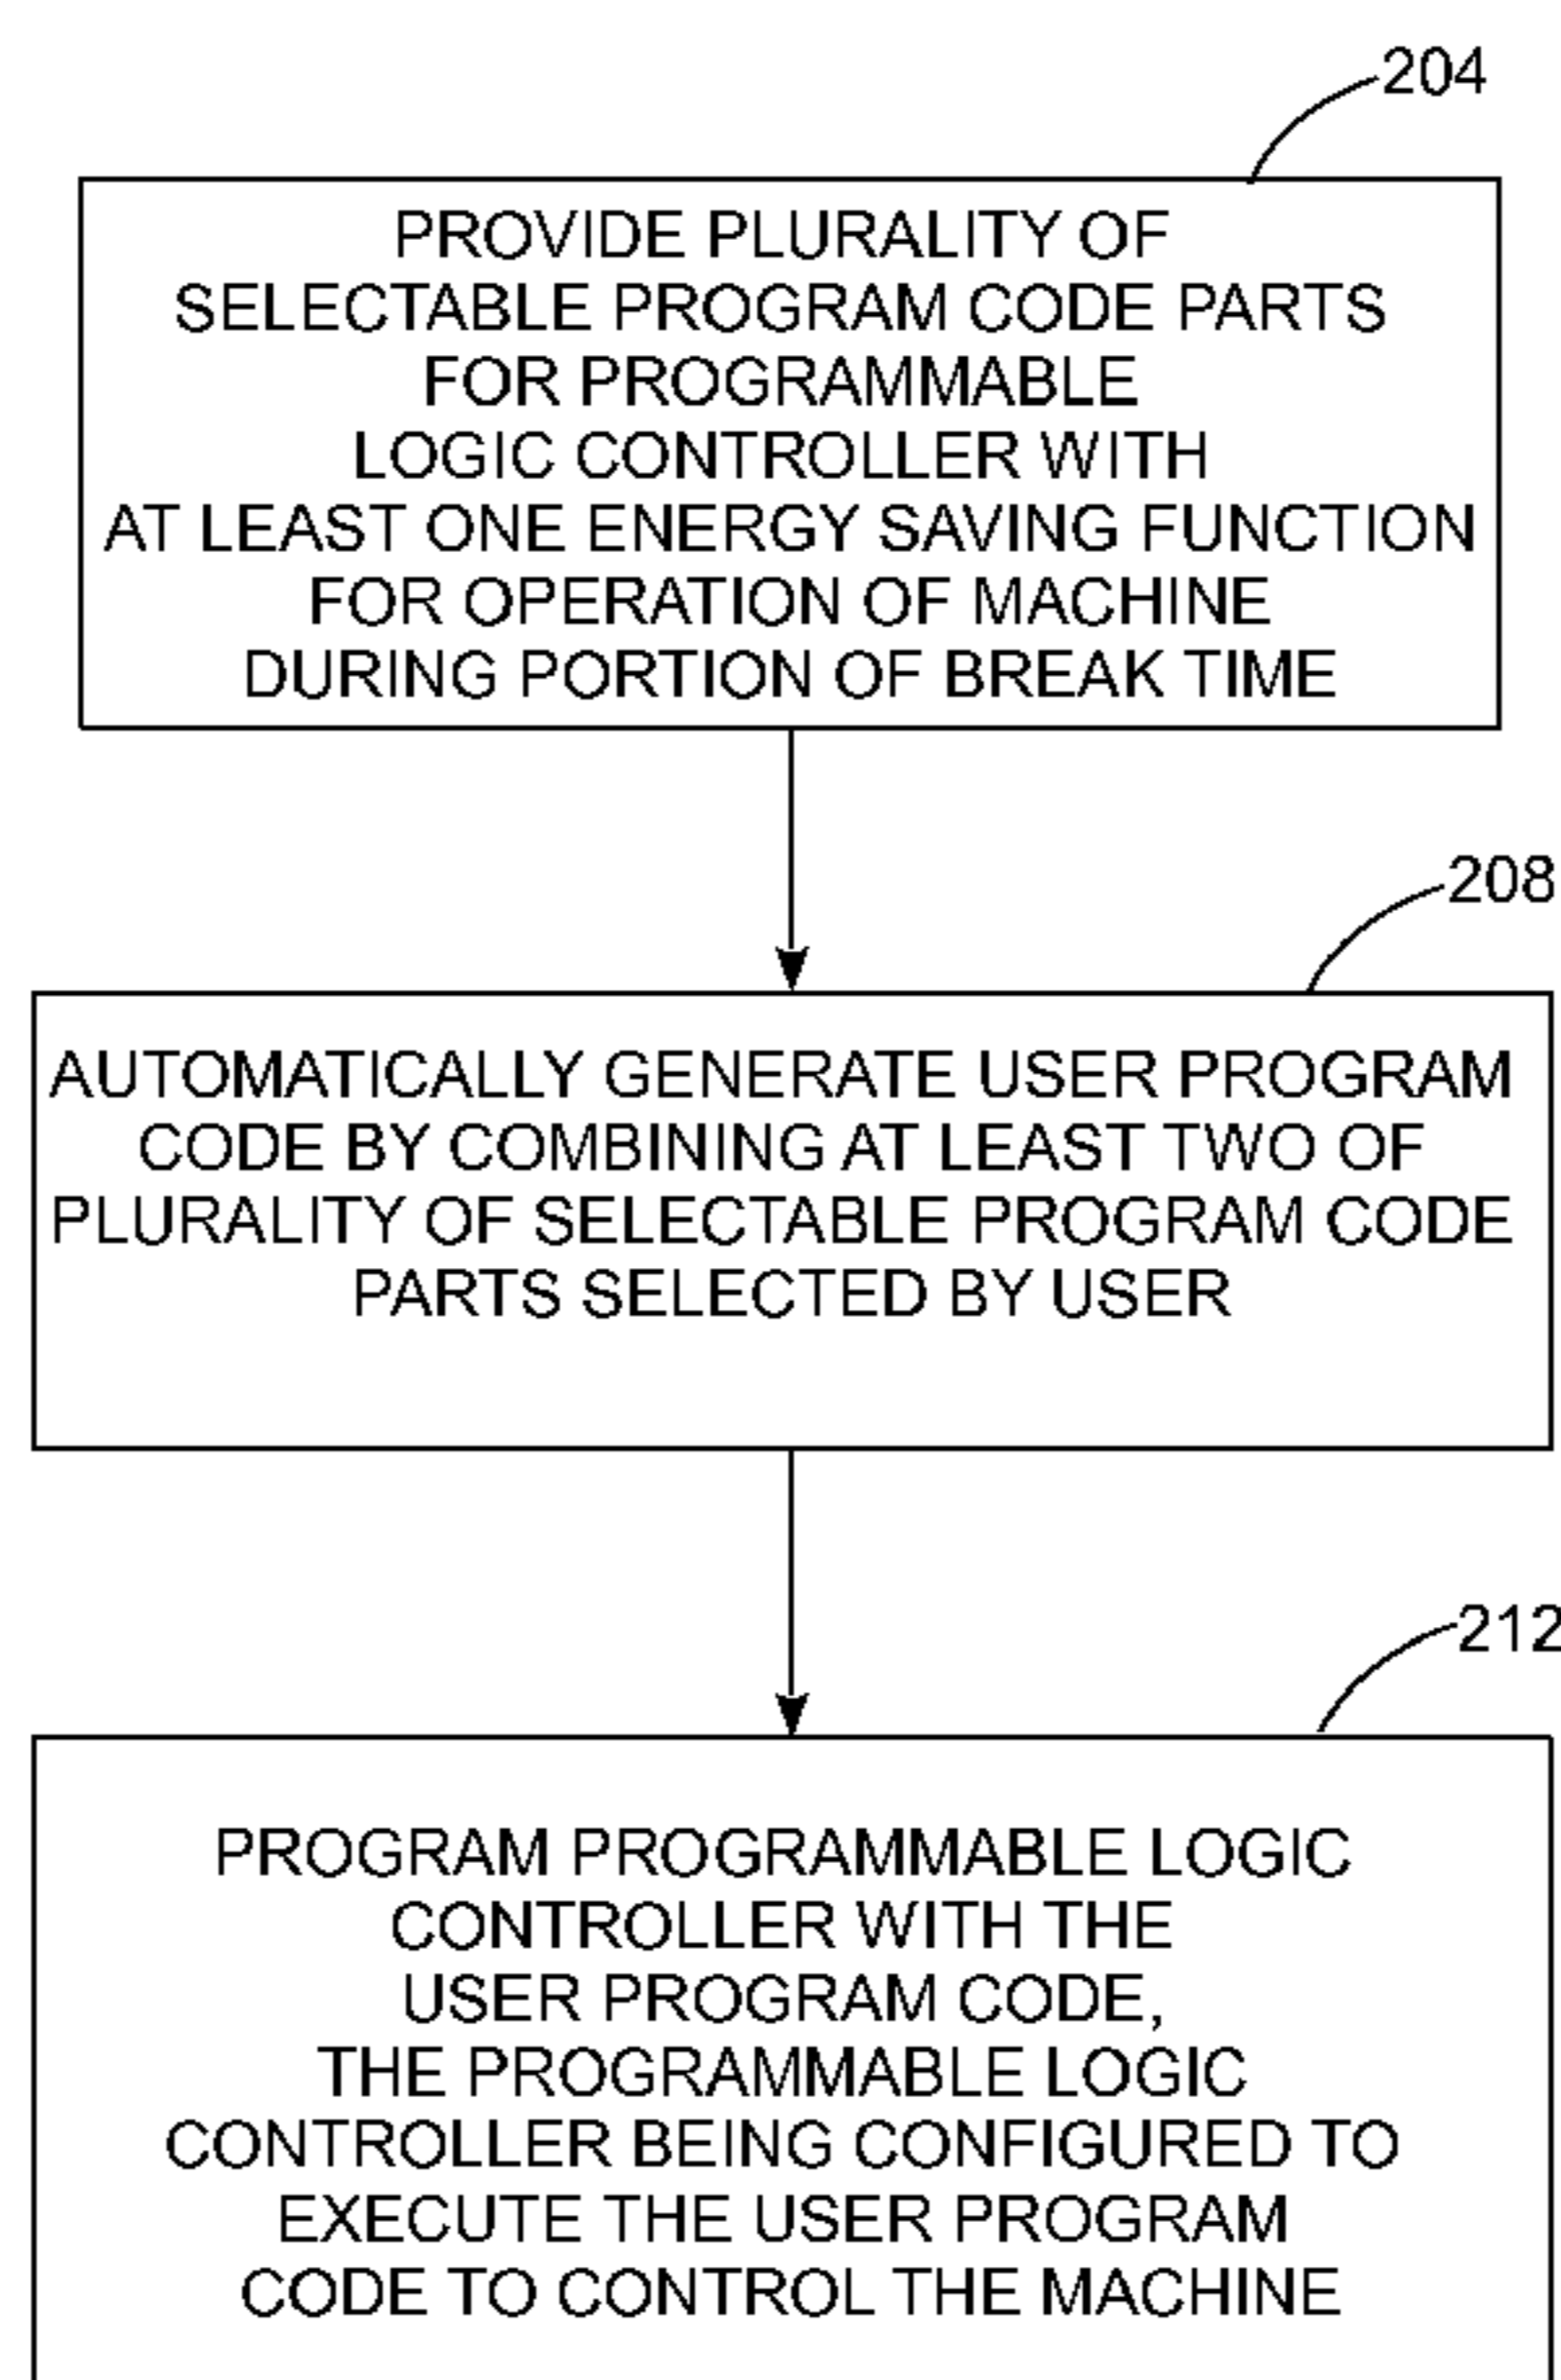 204
PROVIDE PLURALITY OF
SELECTABLE PROGRAM CODE PARTS
FOR PROGRAMMABLE
LOGIC CONTROLLER WITH
AT LEAST ONE ENERGY SAVING FUNCTION
FOR OPERATION OF MACHINE
DURING PORTION OF BREAK TIME
208
AUTOMATICALLY GENERATE USER PROGRAM
CODE BY COMBINING AT LEAST TWO OF
PLURALITY OF SELECTABLE PROGRAM CODE
PARTS SELECTED BY USER
212
PROGRAM PROGRAMMABLE LOGIC
CONTROLLER WITH THE
USER PROGRAM CODE,
THE PROGRAMMABLE LOGIC
CONTROLLER BEING CONFIGURED TO
EXECUTE THE USER PROGRAM
CODE TO CONTROL THE MACHINE